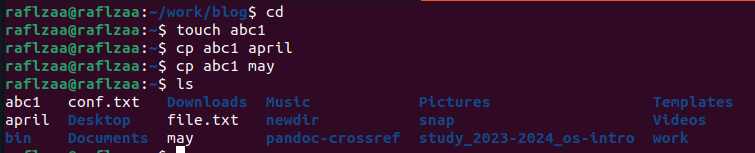 raflzaa@raflzaa:~/work/blog$ cd
raflzaa@raflzaa:~$ touch abc1
raflzaa@raflzaa:~$ cp abc1 april
raflzaa@raflzaa:~$ cp abc1 may
raflzaa@raflzaa:~$ ls
abc1 conf.txt Downloads Music Pictures Templates
april Desktop file.txt newdir snap Videos
bin Documents may pandoc-crossref study_2023-2024_os-intro work
raflzaa@raflzaa:~$